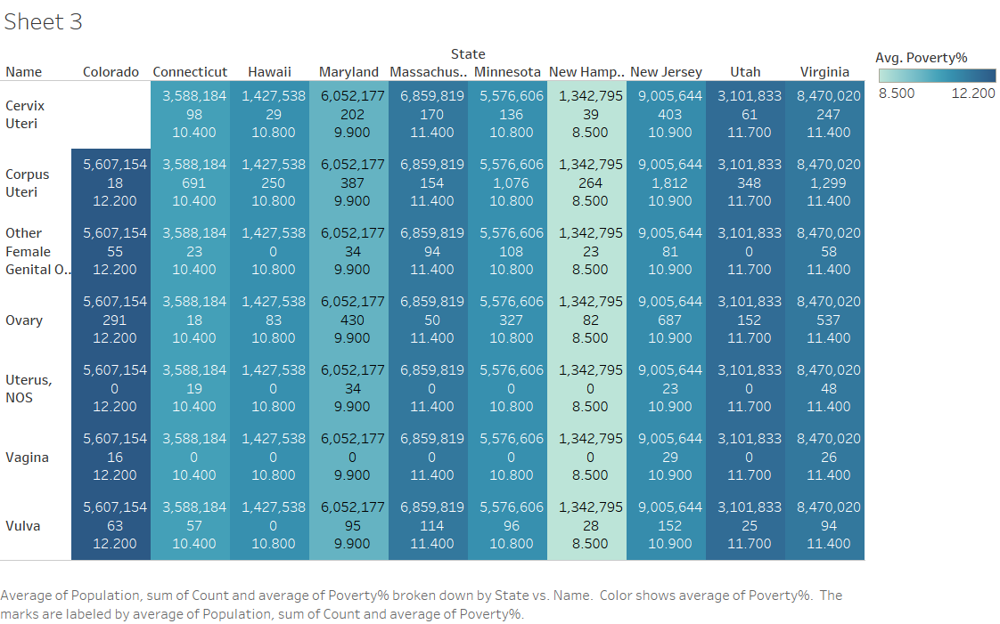 Sheet 3
State
Name Colorado Connecticut Hawaii Maryland Massachus.. Minnesota New Hamp.. New Jersey Utah Virginia
Cervix
Uteri
3,588,184 1,427,538 6,052,177 6,859,819 5,576,606 1,342,795 9,005,644 3,101,833 8,470,020
98 29 202 170 136 39 403 61 247
10.400 10.800 9.900 11.400 10.800 8.500 10.900 11.700 11.400
Corpus
Uteri
5,607,154 3,588,184 1,427,538 6,052,177 6,859,819 5,576,606 1,342,795 9,005,644 3,101,833 8,470,020
18 691 250 387 154 1,076 264 1,812 348 1,299
12.200 10.400 10.800 9.900 11.400 10.800 8.500 10.900 11.700 11.400
Other
Female
Genital O..
5,607,154 3,588,184 1,427,538 6,052,177 6,859,819 5,576,606 1,342,795 9,005,644 3,101,833 8,470,020
55 23 0 34 94 108 23 81 0 58
12.200 10.400 10.800 9.900 11.400 10.800 8.500 10.900 11.700 11.400
Ovary
5,607,154 3,588,184 1,427,538 6,052,177 6,859,819 5,576,606 1,342,795 9,005,644 3,101,833 8,470,020
291 18 83 430 50 327 82 687 152 537
12.200 10.400 10.800 9.900 11.400 10.800 8.500 10.900 11.700 11.400
Uterus,
NOS
5,607,154 3,588,184 1,427,538 6,052,177 6,859,819 5,576,606 1,342,795 9,005,644 3,101,833 8,470,020
0 19 0 34 0 0 0 23 0 48
12.200 10.400 10.800 9.900 11.400 10.800 8.500 10.900 11.700 11.400
Vagina
5,607,154 3,588,184 1,427,538 6,052,177 6,859,819 5,576,606 1,342,795 9,005,644 3,101,833 8,470,020
16 0 0 0 0 0 0 29 0 26
12.200 10.400 10.800 9.900 11.400 10.800 8.500 10.900 11.700 11.400
Vulva
5,607,154 3,588,184 1,427,538 6,052,177 6,859,819 5,576,606 1,342,795 9,005,644 3,101,833 8,470,020
63 57 0 95 114 96 28 152 25 94
12.200 10.400 10.800 9.900 11.400 10.800 8.500 10.900 11.700 11.400
Avg. Poverty%
8.500 12.200
Average of Population, sum of Count and average of Poverty% broken down by State vs. Name. Color shows average of Poverty%. The
marks are labeled by average of Population, sum of Count and average of Poverty%.